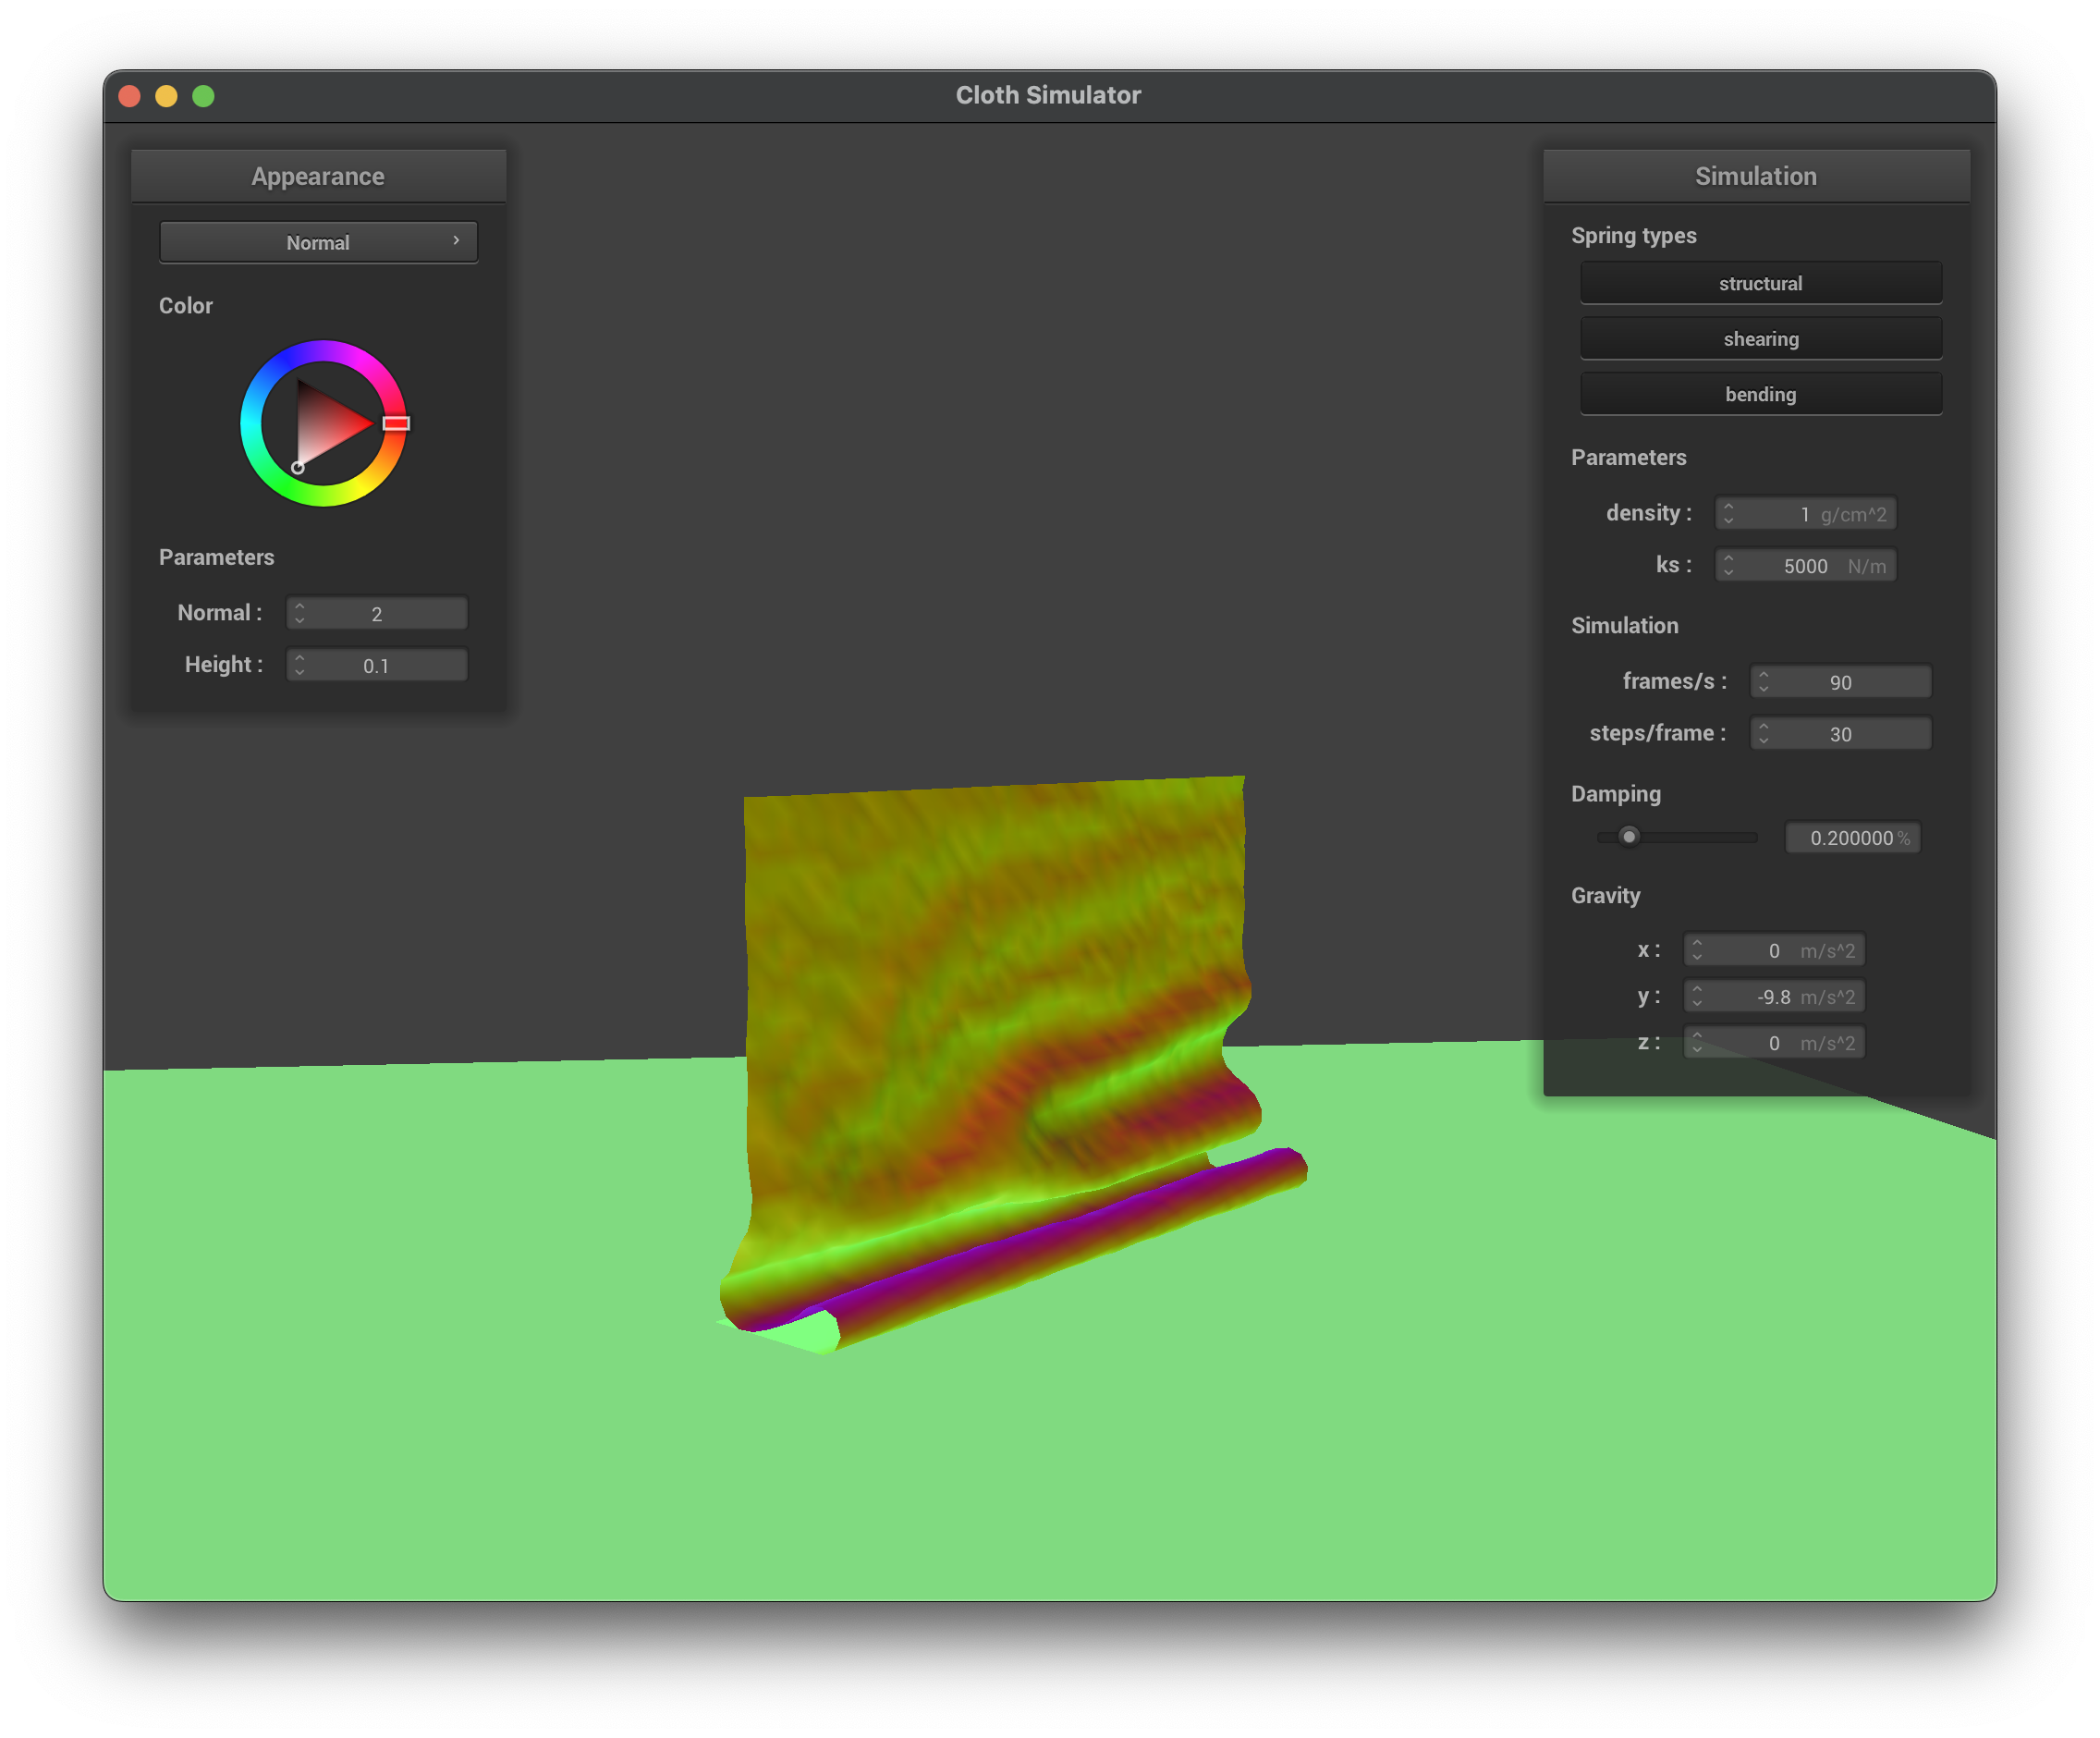 Cloth Simulator
Appearance
Normal
Color
Parameters
Normal :
2
Height :
0.1
Simulation
Spring types
structural
shearing
bending
Parameters
density :
1 g/cm^2
ks :
5000 N/m
Simulation
frames/s :
90
steps/frame :
30
Damping
0.200000 %
Gravity
x :
0 m/s^2
y :
-9.8 m/s^2
z :
0 m/s^2